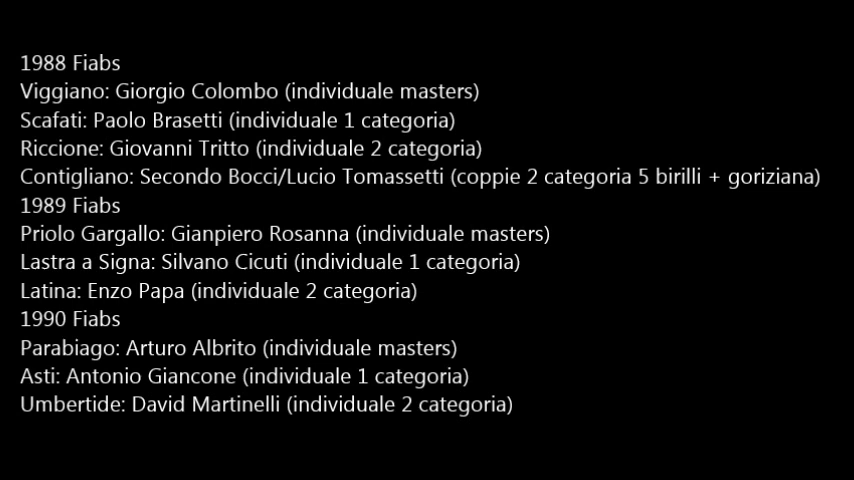 1988 Fiabs
Viggiano: Giorgio Colombo (individuale masters)
Scafati: Paolo Brasetti (individuale 1 categoria)
Riccione: Giovanni Tritto (individuale 2 categoria)
Contigliano: Secondo Bocci/Lucio Tomassetti (coppie 2 categoria 5 birilli + goriziana)
1989 Fiabs
Priolo Gargallo: Gianpiero Rosanna (individuale masters)
Lastra a Signa: Silvano Cicuti (individuale 1 categoria)
Latina: Enzo Papa (individuale 2 categoria)
1990 Fiabs
Parabiago: Arturo Albrito (individuale masters)
Asti: Antonio Giancone (individuale 1 categoria)
Umbertide: David Martinelli (individuale 2 categoria)